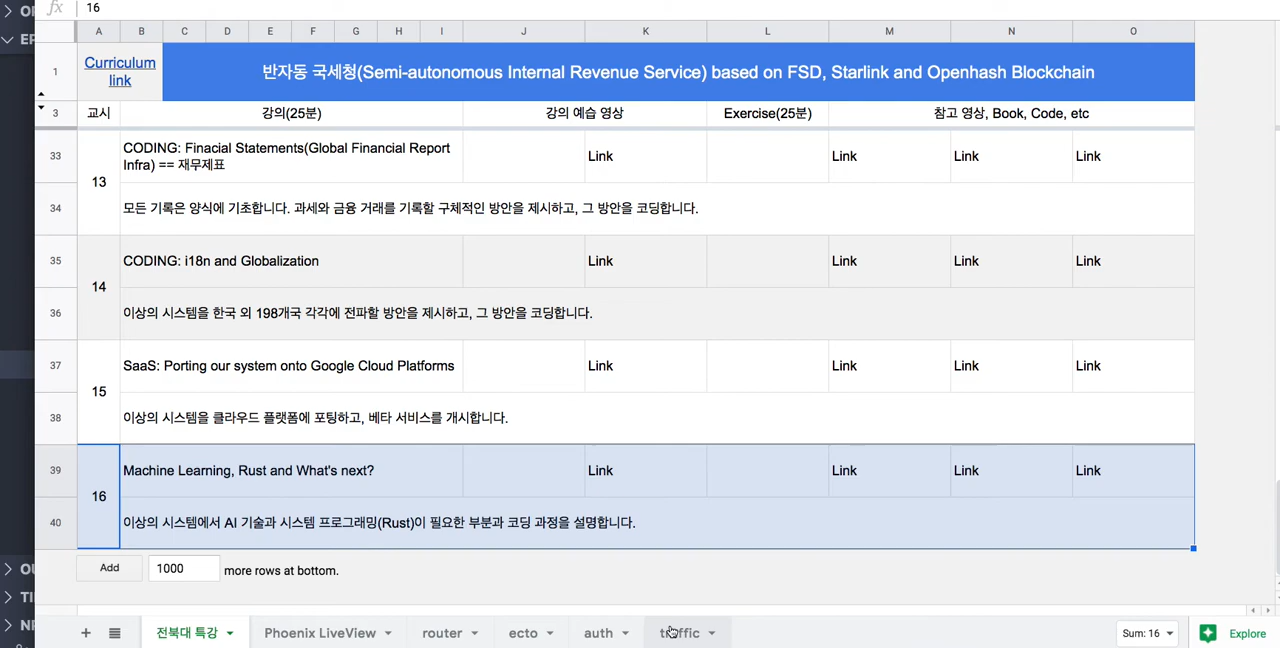 fx 16
A B C D E F G H I J K L M N O
1 Curriculum link 반자동 국세청(Semi-autonomous Internal Revenue Service) based on FSD, Starlink and Openhash Blockchain
3 교시 강의(25분) 강의 예습 영상 Exercise(25분) 참고 영상, Book, Code, etc
33 CODING: Finacial Statements(Global Financial Report Infra) == 재무제표 Link Link Link Link
13
34 모든 기록은 양식에 기초합니다. 과세와 금융 거래를 기록할 구체적인 방안을 제시하고, 그 방안을 코딩합니다.
35 CODING: i18n and Globalization Link Link Link Link
14
36 이상의 시스템을 한국 외 198개국 각각에 전파할 방안을 제시하고, 그 방안을 코딩합니다.
37 SaaS: Porting our system onto Google Cloud Platforms Link Link Link Link
15
38 이상의 시스템을 클라우드 플랫폼에 포팅하고, 베타 서비스를 개시합니다.
39 Machine Learning, Rust and What's next? Link Link Link Link
16
40 이상의 시스템에서 AI 기술과 시스템 프로그래밍(Rust)이 필요한 부분과 코딩 과정을 설명합니다.
Add 1000 more rows at bottom.
전북대 특강 Phoenix LiveView router ecto auth traffic Sum: 16 Explore